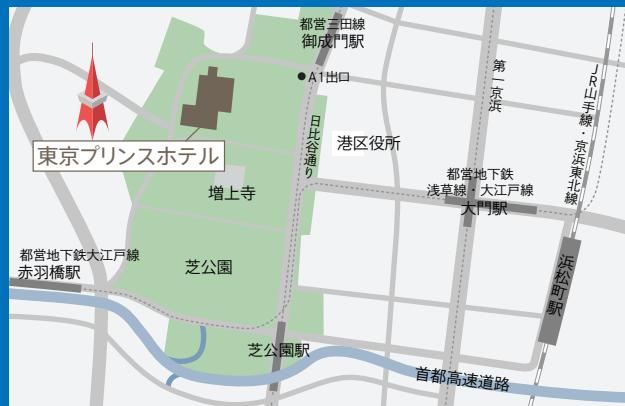 都営三田線
御成門駅
A1出口
第一京浜
JR山手線・京浜東北線
日比谷通り
港区役所
東京プリンスホテル
都営地下鉄
浅草線・大江戸線
大門駅
増上寺
都営地下鉄大江戸線
赤羽橋駅
芝公園
浜松町駅
芝公園駅
首都高速道路